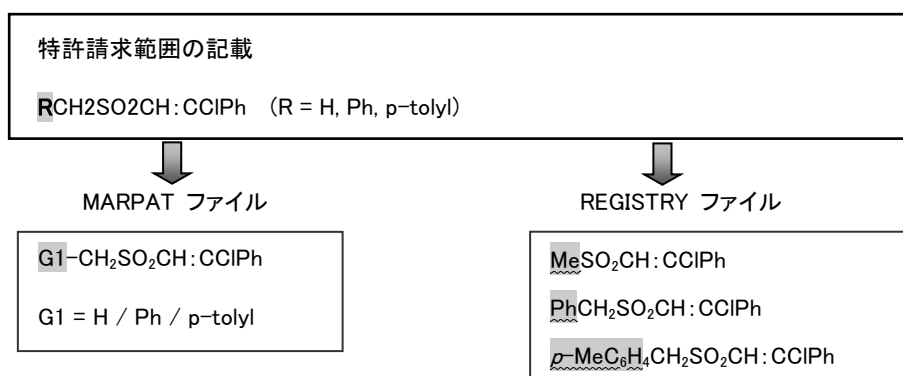 特許請求範囲の記載
RCH2SO2CH:CClPh (R = H, Ph, p-tolyl)
MARPAT ファイル
REGISTRY ファイル
G1-CH₂SO₂CH:CClPh
G1 = H / Ph / p-tolyl
MeSO₂CH:CClPh
PhCH₂SO₂CH:CClPh
p-MeC₆H₄CH₂SO₂CH:CClPh